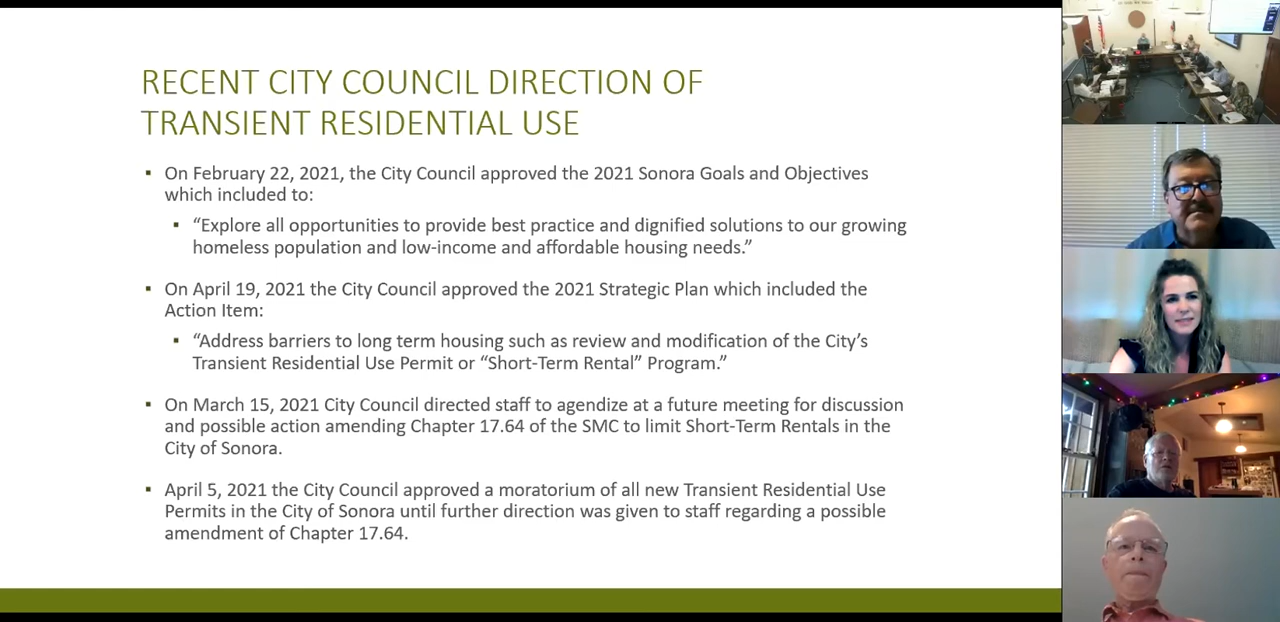 RECENT CITY COUNCIL DIRECTION OF
TRANSIENT RESIDENTIAL USE
▪ On February 22, 2021, the City Council approved the 2021 Sonora Goals and Objectives
which included to:
▪ “Explore all opportunities to provide best practice and dignified solutions to our growing
homeless population and low-income and affordable housing needs.”
▪ On April 19, 2021 the City Council approved the 2021 Strategic Plan which included the
Action Item:
▪ “Address barriers to long term housing such as review and modification of the City’s
Transient Residential Use Permit or “Short-Term Rental” Program.”
▪ On March 15, 2021 City Council directed staff to agendize at a future meeting for discussion
and possible action amending Chapter 17.64 of the SMC to limit Short-Term Rentals in the
City of Sonora.
▪ April 5, 2021 the City Council approved a moratorium of all new Transient Residential Use
Permits in the City of Sonora until further direction was given to staff regarding a possible
amendment of Chapter 17.64.